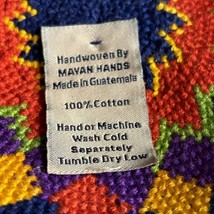 Handwoven By
MAYAN HANDS
Made in Guatemala
100% Cotton
Hand or Machine
Wash Cold
Separately
Tumble Dry Low